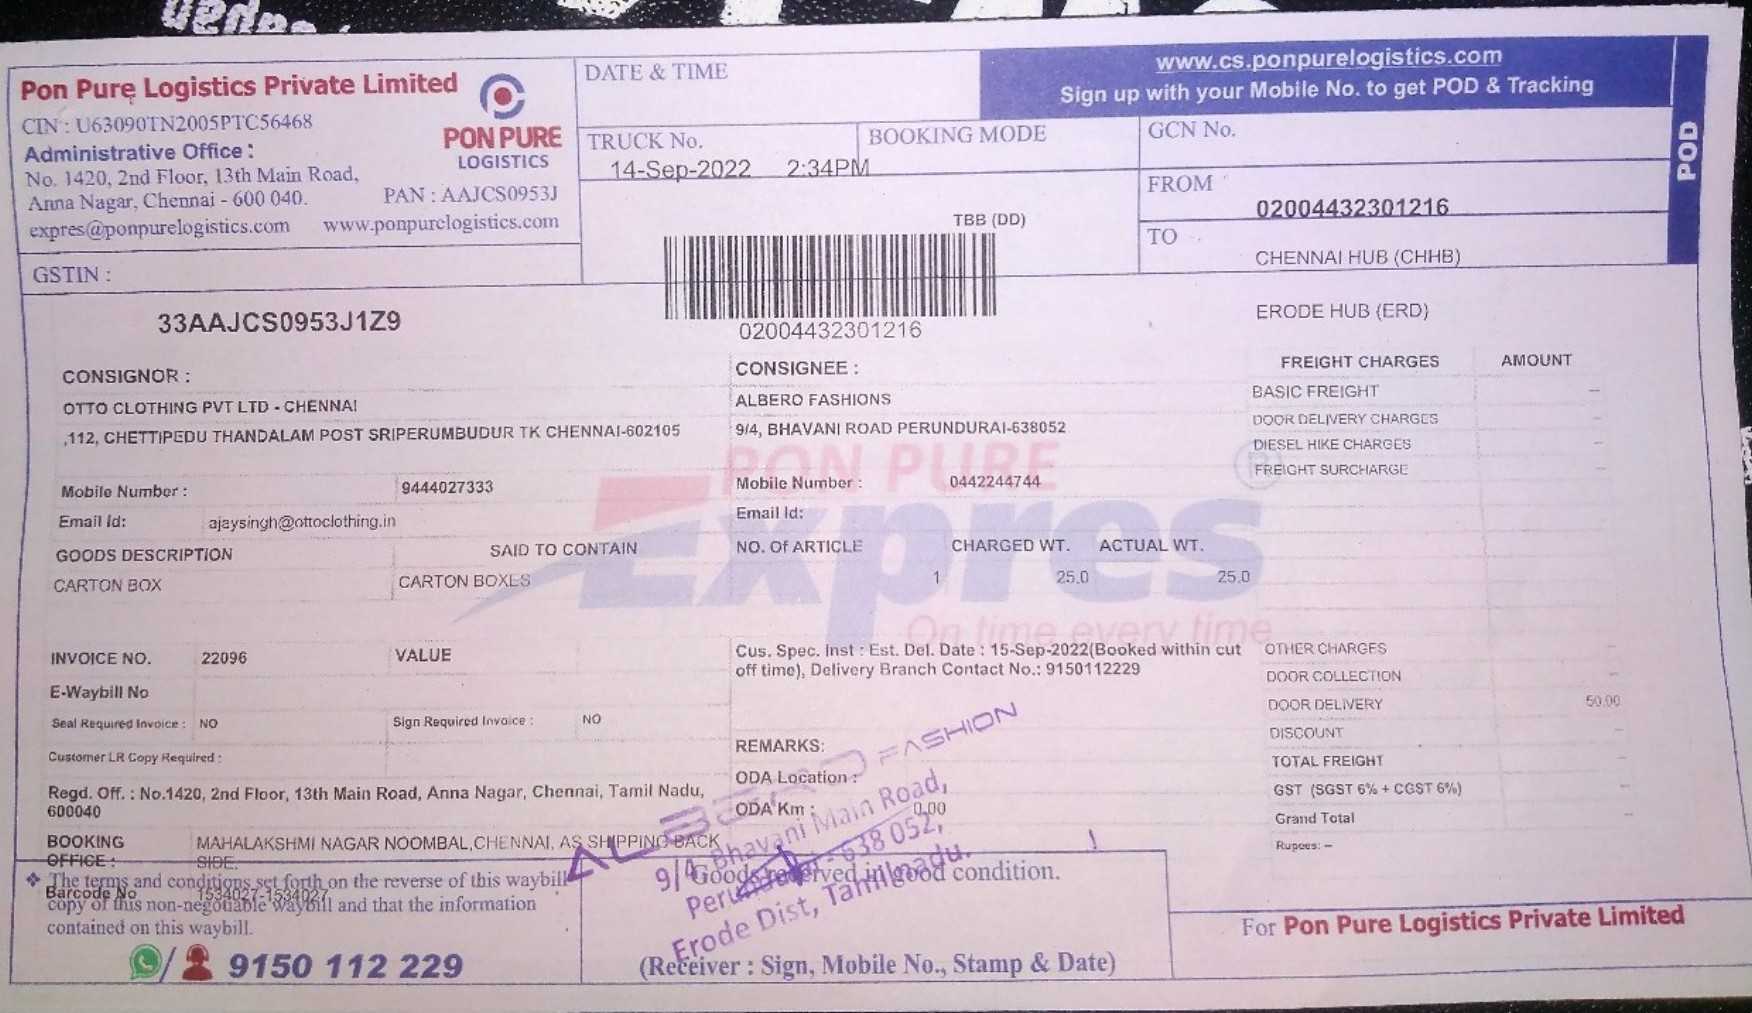 Pon Pure Logistics Private Limited
CIN : U63090TN2005PTC56468
Administrative Office :
No. 1420, 2nd Floor, 13th Main Road,
Anna Nagar, Chennai - 600 040.
PAN : AAJCS0953J
expres@ponpurelogistics.com www.ponpurelogistics.com
PON PURE
LOGISTICS
GSTIN :
33AAJCS0953J1Z9
DATE & TIME
TRUCK No.
BOOKING MODE
14-Sep-2022 2:34PM
TBB (DD)
02004432301216
www.cs.ponpurelogistics.com
Sign up with your Mobile No. to get POD & Tracking
POD
GCN No.
FROM
02004432301216
TO
CHENNAI HUB (CHHB)
ERODE HUB (ERD)
CONSIGNOR :
OTTO CLOTHING PVT LTD - CHENNAI
,112, CHETTIPEDU THANDALAM POST SRIPERUMBUDUR TK CHENNAI-602105
Mobile Number : 9444027333
Email Id: ajaysingh@ottoclothing.in
CONSIGNEE :
ALBERO FASHIONS
9/4, BHAVANI ROAD PERUNDURAI-638052
Mobile Number : 0442244744
Email Id:
PON PURE
Expres ®
On time every time
GOODS DESCRIPTION SAID TO CONTAIN NO. Of ARTICLE CHARGED WT. ACTUAL WT.
CARTON BOX CARTON BOXES 1 25.0 25.0
FREIGHT CHARGES AMOUNT
BASIC FREIGHT –
DOOR DELIVERY CHARGES –
DIESEL HIKE CHARGES –
FREIGHT SURCHARGE –
OTHER CHARGES –
DOOR COLLECTION –
DOOR DELIVERY 50.00
DISCOUNT –
TOTAL FREIGHT –
GST (SGST 6% + CGST 6%) –
Grand Total –
Rupees: –
INVOICE NO. 22096 VALUE
E-Waybill No
Seal Required Invoice : NO Sign Required Invoice : NO
Customer LR Copy Required :
Cus. Spec. Inst : Est. Del. Date : 15-Sep-2022(Booked within cut
off time), Delivery Branch Contact No.: 9150112229
REMARKS:
ODA Location :
ODA Km : 0.00
Regd. Off. : No.1420, 2nd Floor, 13th Main Road, Anna Nagar, Chennai, Tamil Nadu,
600040
BOOKING OFFICE : MAHALAKSHMI NAGAR NOOMBAL,CHENNAI, AS SHIPPING BACK
SIDE.
Barcode No 1534027-1534027
❖ The terms and conditions set forth on the reverse of this waybill
copy of this non-negotiable waybill and that the information
contained on this waybill.
9150 112 229
ALBERO FASHION
9/4, Bhavani Main Road,
Perundurai - 638 052,
Erode Dist, Tamilnadu.
Goods received in good condition.
(Receiver : Sign, Mobile No., Stamp & Date)
For Pon Pure Logistics Private Limited